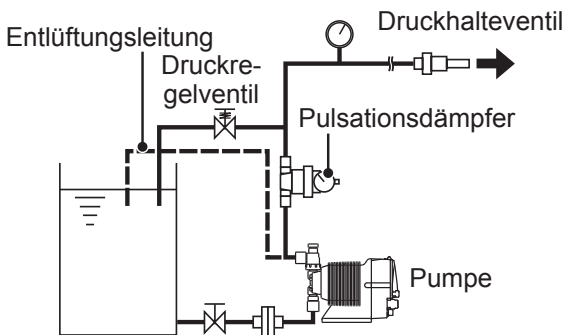 Druckhalteventil
Entlüftungsleitung
Druckre-
gelventil
Pulsationsdämpfer
Pumpe